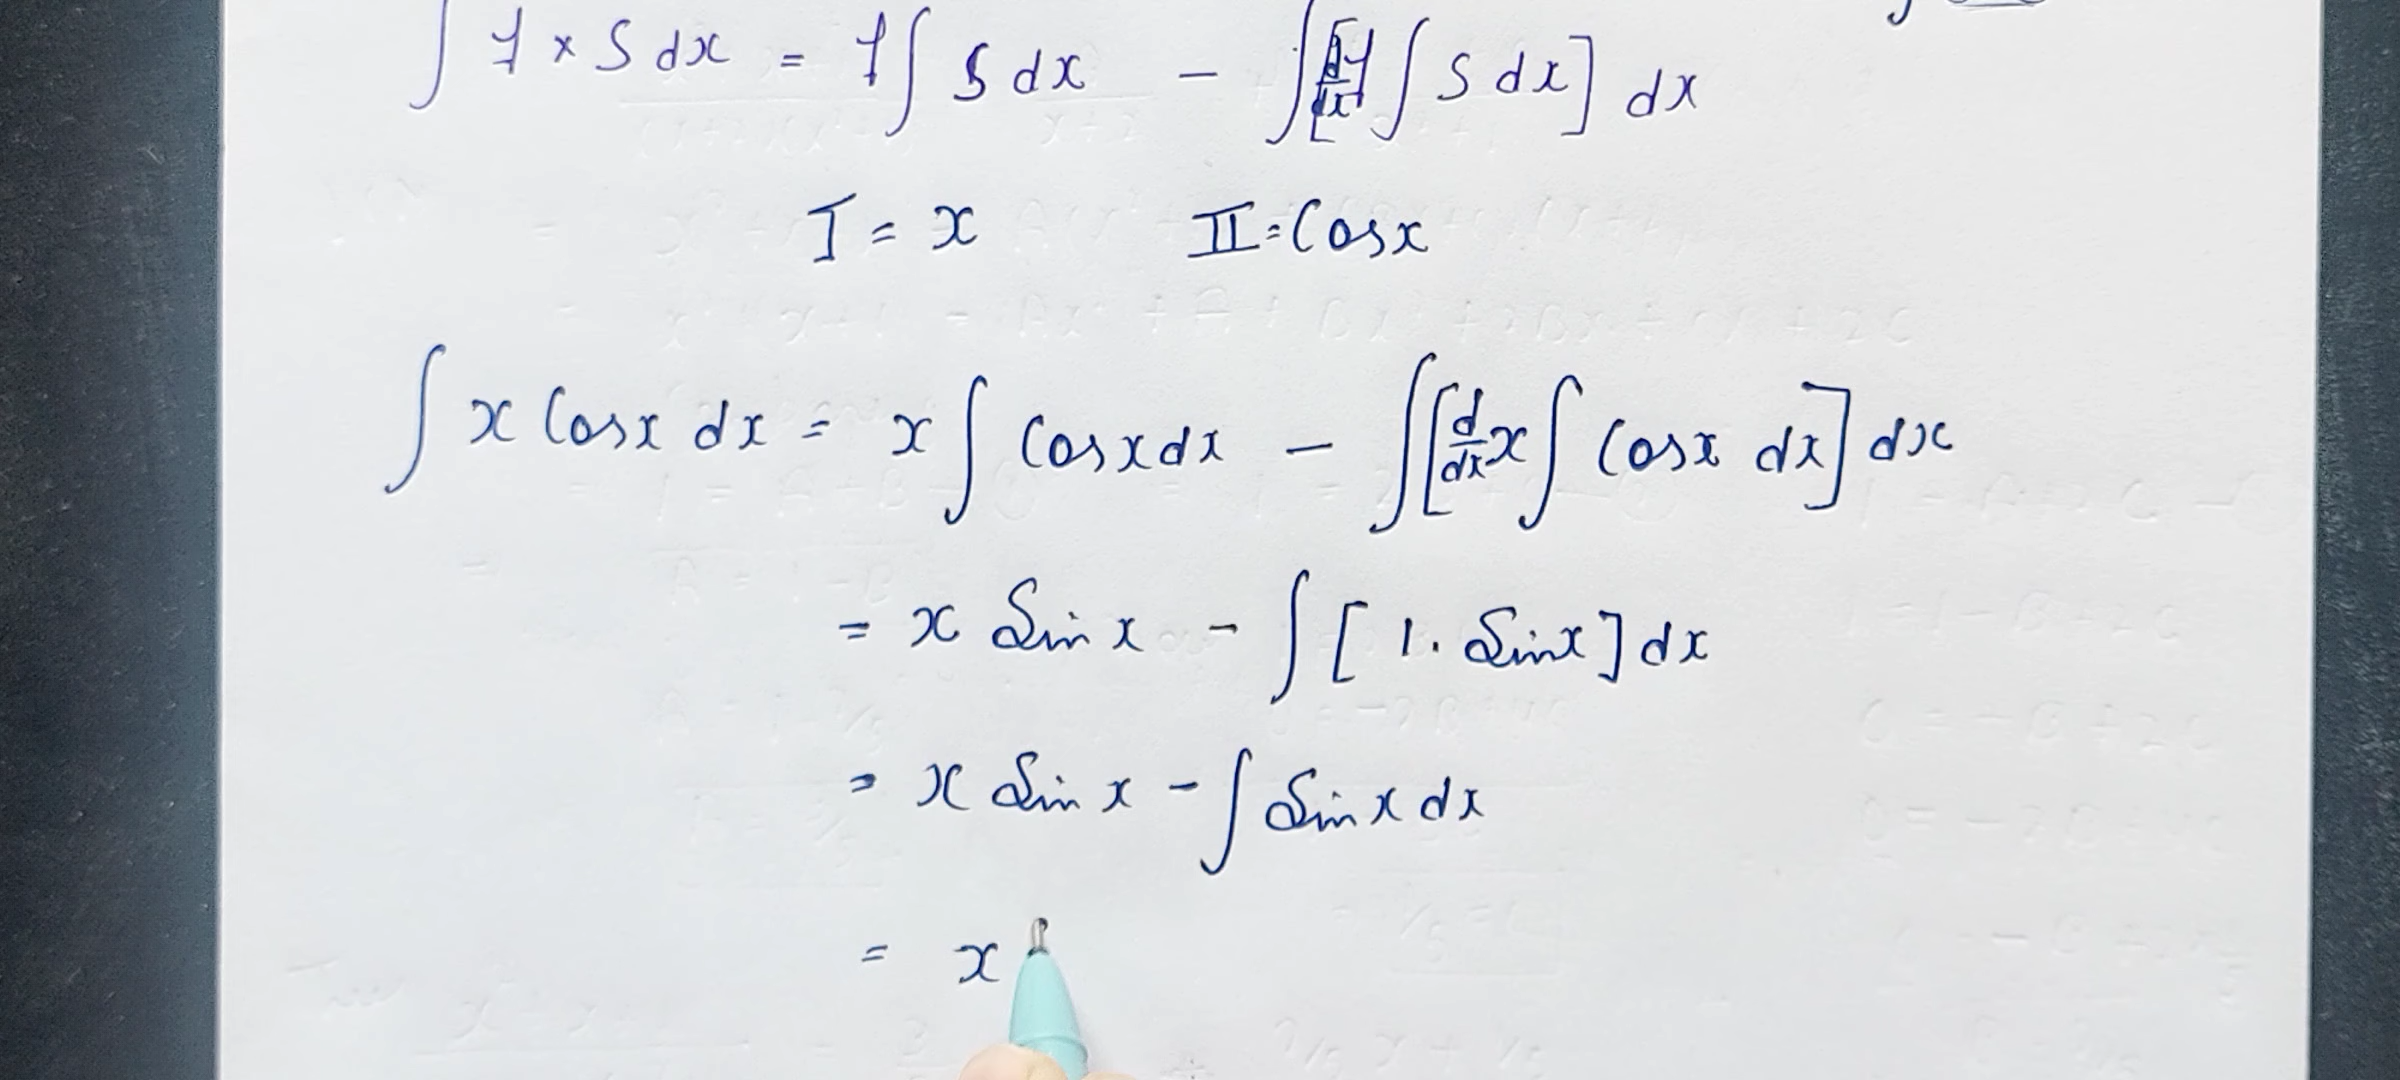 ∫ f × S dx = f ∫ S dx - ∫ [d/dx f ∫ S dx] dx
I = x II = Cos x
∫ x Cos x dx = x ∫ Cos x dx - ∫ [d/dx x ∫ Cos x dx] dx
= x Sin x - ∫ [1. Sin x] dx
= x Sin x - ∫ Sin x dx
= x